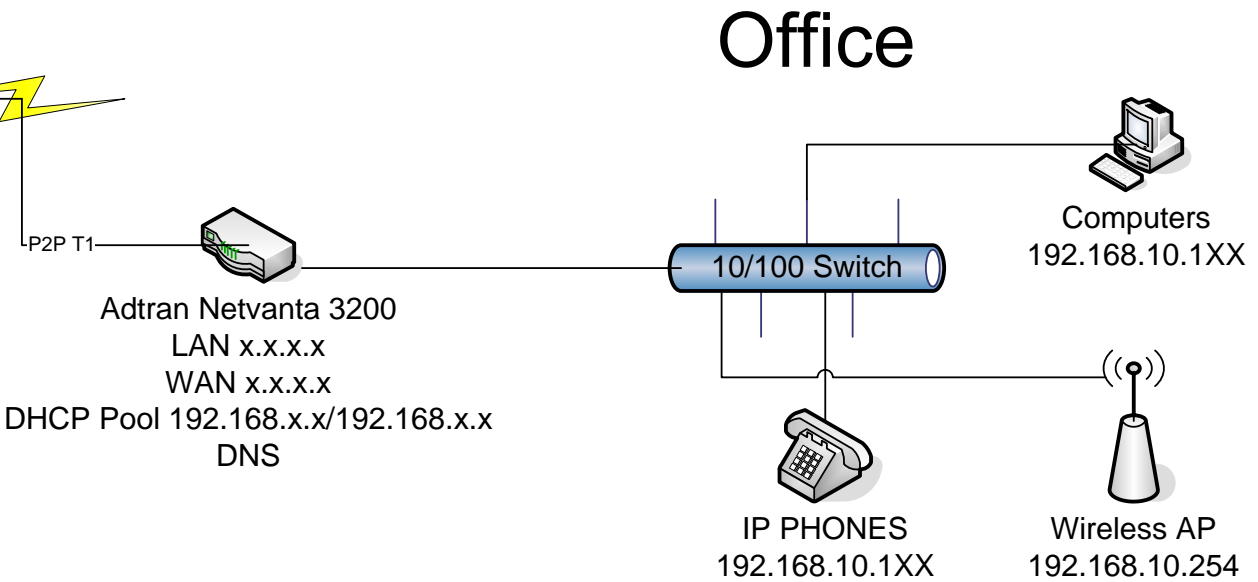 Office
P2P T1
Adtran Netvanta 3200
LAN x.x.x.x
WAN x.x.x.x
DHCP Pool 192.168.x.x/192.168.x.x
DNS
10/100 Switch
Computers
192.168.10.1XX
IP PHONES
192.168.10.1XX
Wireless AP
192.168.10.254